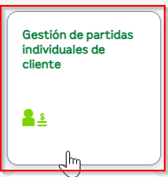 Gestión de partidas
individuales de
cliente